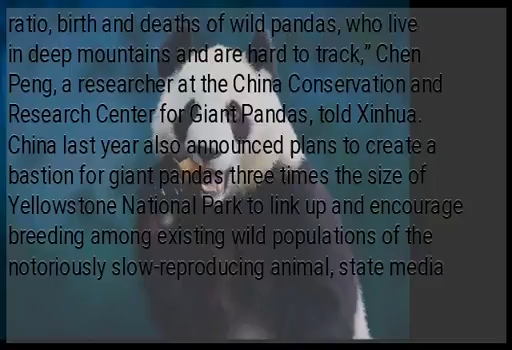 ratio, birth and deaths of wild pandas, who live
in deep mountains and are hard to track,” Chen
Peng, a researcher at the China Conservation and
Research Center for Giant Pandas, told Xinhua.
China last year also announced plans to create a
bastion for giant pandas three times the size of
Yellowstone National Park to link up and encourage
breeding among existing wild populations of the
notoriously slow-reproducing animal, state media